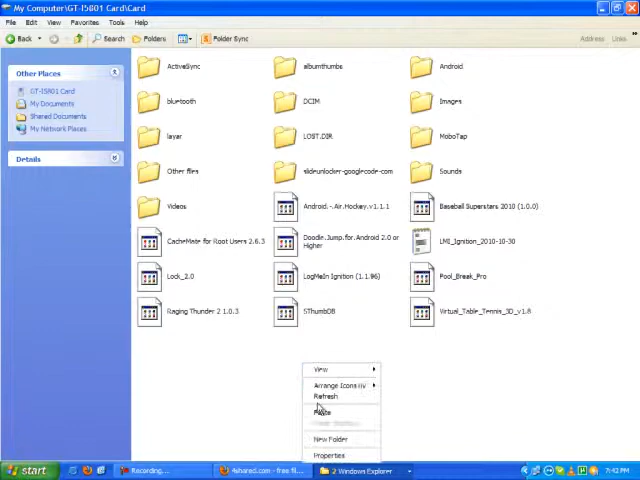 My Computer\GT-I5801 Card\Card
File Edit View Favorites Tools Help
Back Search Folders Folder Sync Address Links
Other Places
GT-I5801 Card
My Documents
Shared Documents
My Network Places
Details
ActiveSync albumthumbs Android
bluetooth DCIM Images
layar LOST.DIR MoboTap
Other files slideunlocker-googlecode-com Sounds
Videos Android.-.Air.Hockey.v1.1.1 Baseball Superstars 2010 (1.0.0)
CacheMate for Root Users 2.6.3 Doodle.Jump.for.Android 2.0 or LMI_Ignition_2010-10-30
Higher
Lock_2.0 LogMeIn Ignition (1.1.96) Pool_Break_Pro
Raging Thunder 2 1.0.3 SThumbDB Virtual_Table_Tennis_3D_v1.8
View
Arrange Icons By
Refresh
Paste
New Folder
Properties
start Recording... 4shared.com - free fil... 2 Windows Explorer 7:42 PM